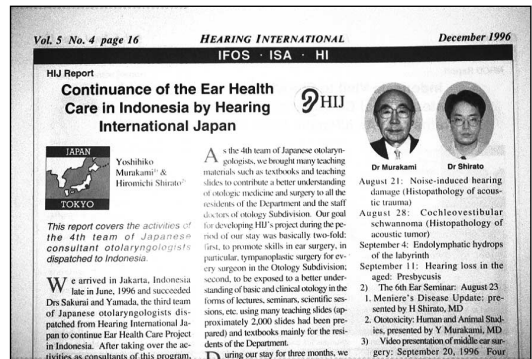 Vol. 5 No. 4 page 16
HEARING INTERNATIONAL
December 1996
IFOS · ISA · HI
HIJ Report
Continuance of the Ear Health
Care in Indonesia by Hearing
International Japan
HIJ
JAPAN
TOKYO
Yoshihiko
Murakami¹⁾ &
Hiromichi Shirato²⁾
This report covers the activities of
the 4th team of Japanese
consultant otolaryngologists
dispatched to Indonesia.
We arrived in Jakarta, Indonesia
late in June, 1996 and succeeded
Drs Sakurai and Yamada, the third team
of Japanese otolaryngologists dis-
patched from Hearing International Ja-
pan to continue Ear Health Care Project
in Indonesia. After taking over the ac-
tivities as consultants of this program,
As the 4th team of Japanese otolaryn-
gologists, we brought many teaching
materials such as textbooks and teaching
slides to contribute a better understanding
of otologic medicine and surgery to all the
residents of the Department and the staff
doctors of otology Subdivision. Our goal
for developing HIJ's project during the pe-
riod of our stay was basically two-fold:
first, to promote skills in ear surgery, in
particular, tympanoplastic surgery for ev-
ery surgeon in the Otology Subdivision;
second, to be exposed to a better under-
standing of basic and clinical otology in the
forms of lectures, seminars, scientific ses-
sions, etc. using many teaching slides (ap-
proximately 2,000 slides had been pre-
pared) and textbooks mainly for the resi-
dents of the Department.
During our stay for three months, we
Dr Murakami
Dr Shirato
August 21: Noise-induced hearing
damage (Histopathology of acous-
tic trauma)
August 28: Cochleovestibular
schwannoma (Histopathology of
acoustic tumor)
September 4: Endolymphatic hydrops
of the labyrinth
September 11: Hearing loss in the
aged: Presbycusis
2) The 6th Ear Seminar: August 23
1. Meniere's Disease Update: pre-
sented by H Shirato, MD
2. Ototoxicity: Human and Animal Stud-
ies, presented by Y Murakami, MD
3) Video presentation of middle ear sur-
gery: September 20, 1996 Four